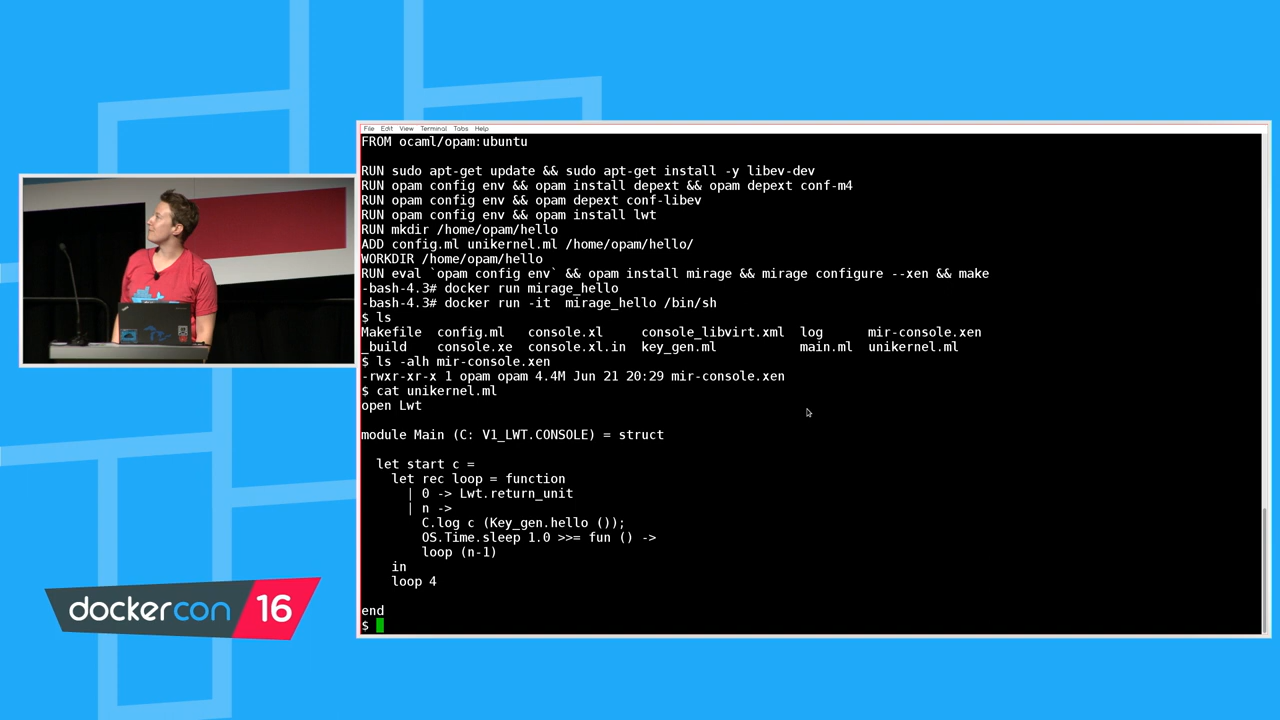 File Edit View Terminal Tabs Help
FROM ocaml/opam:ubuntu
RUN sudo apt-get update && sudo apt-get install -y libev-dev
RUN opam config env && opam install depext && opam depext conf-m4
RUN opam config env && opam depext conf-libev
RUN opam config env && opam install lwt
RUN mkdir /home/opam/hello
ADD config.ml unikernel.ml /home/opam/hello/
WORKDIR /home/opam/hello
RUN eval `opam config env` && opam install mirage && mirage configure --xen && make
-bash-4.3# docker run mirage_hello
-bash-4.3# docker run -it  mirage_hello /bin/sh
$ ls
Makefile  config.ml   console.xl     console_libvirt.xml  log      mir-console.xen
_build    console.xe  console.xl.in  key_gen.ml           main.ml  unikernel.ml
$ ls -alh mir-console.xen
-rwxr-xr-x 1 opam opam 4.4M Jun 21 20:29 mir-console.xen
$ cat unikernel.ml
open Lwt
module Main (C: V1_LWT.CONSOLE) = struct
  let start c =
    let rec loop = function
      | 0 -> Lwt.return_unit
      | n ->
        C.log c (Key_gen.hello ());
        OS.Time.sleep 1.0 >>= fun () ->
        loop (n-1)
    in
    loop 4
end
$
dockercon 16